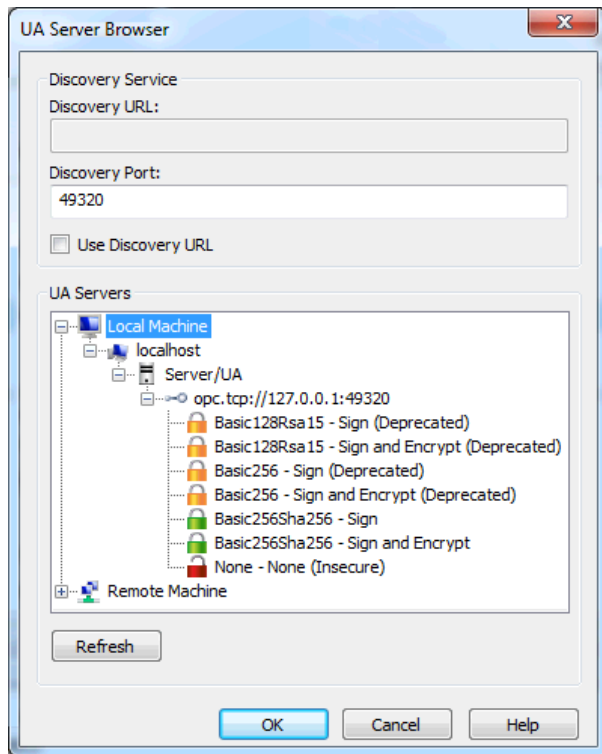 UA Server Browser
Discovery Service
Discovery URL:
Discovery Port:
49320
Use Discovery URL
UA Servers
Local Machine
localhost
Server/UA
opc.tcp://127.0.0.1:49320
Basic128Rsa15 - Sign (Deprecated)
Basic128Rsa15 - Sign and Encrypt (Deprecated)
Basic256 - Sign (Deprecated)
Basic256 - Sign and Encrypt (Deprecated)
Basic256Sha256 - Sign
Basic256Sha256 - Sign and Encrypt
None - None (Insecure)
Remote Machine
Refresh
OK Cancel Help